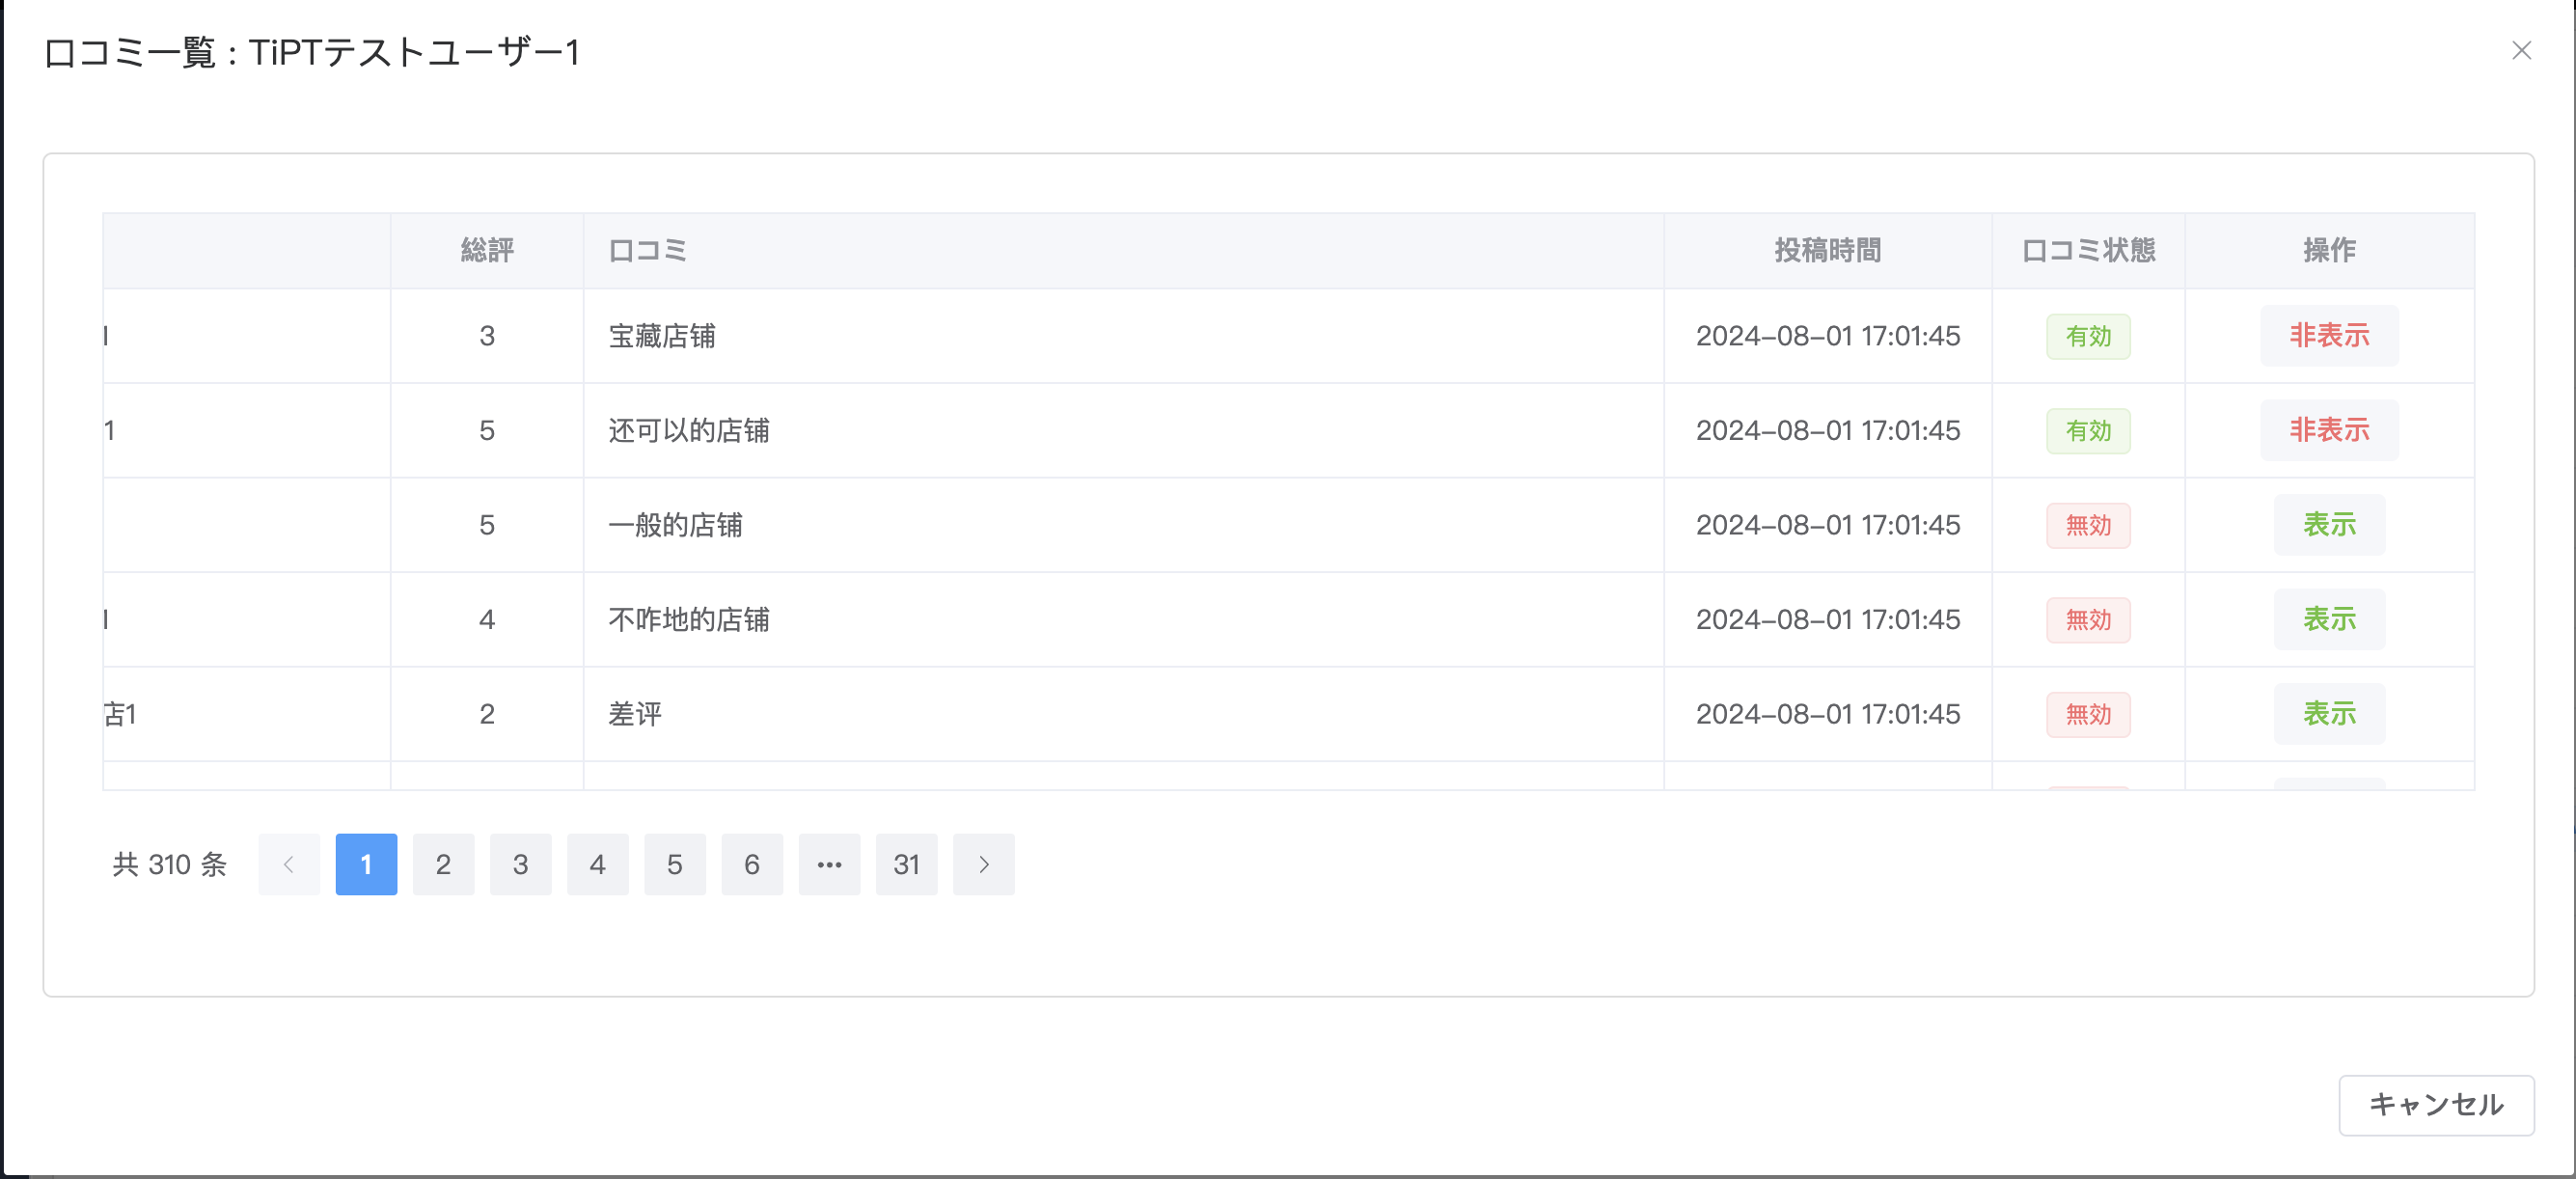 口コミ一覧：TiPTテストユーザー1
総評 口コミ 投稿時間 口コミ状態 操作
3 宝藏店铺 2024-08-01 17:01:45 有効 非表示
1 5 还可以的店铺 2024-08-01 17:01:45 有効 非表示
5 一般的店铺 2024-08-01 17:01:45 無効 表示
4 不咋地的店铺 2024-08-01 17:01:45 無効 表示
店1 2 差评 2024-08-01 17:01:45 無効 表示
共 310 条 1 2 3 4 5 6 ••• 31
キャンセル